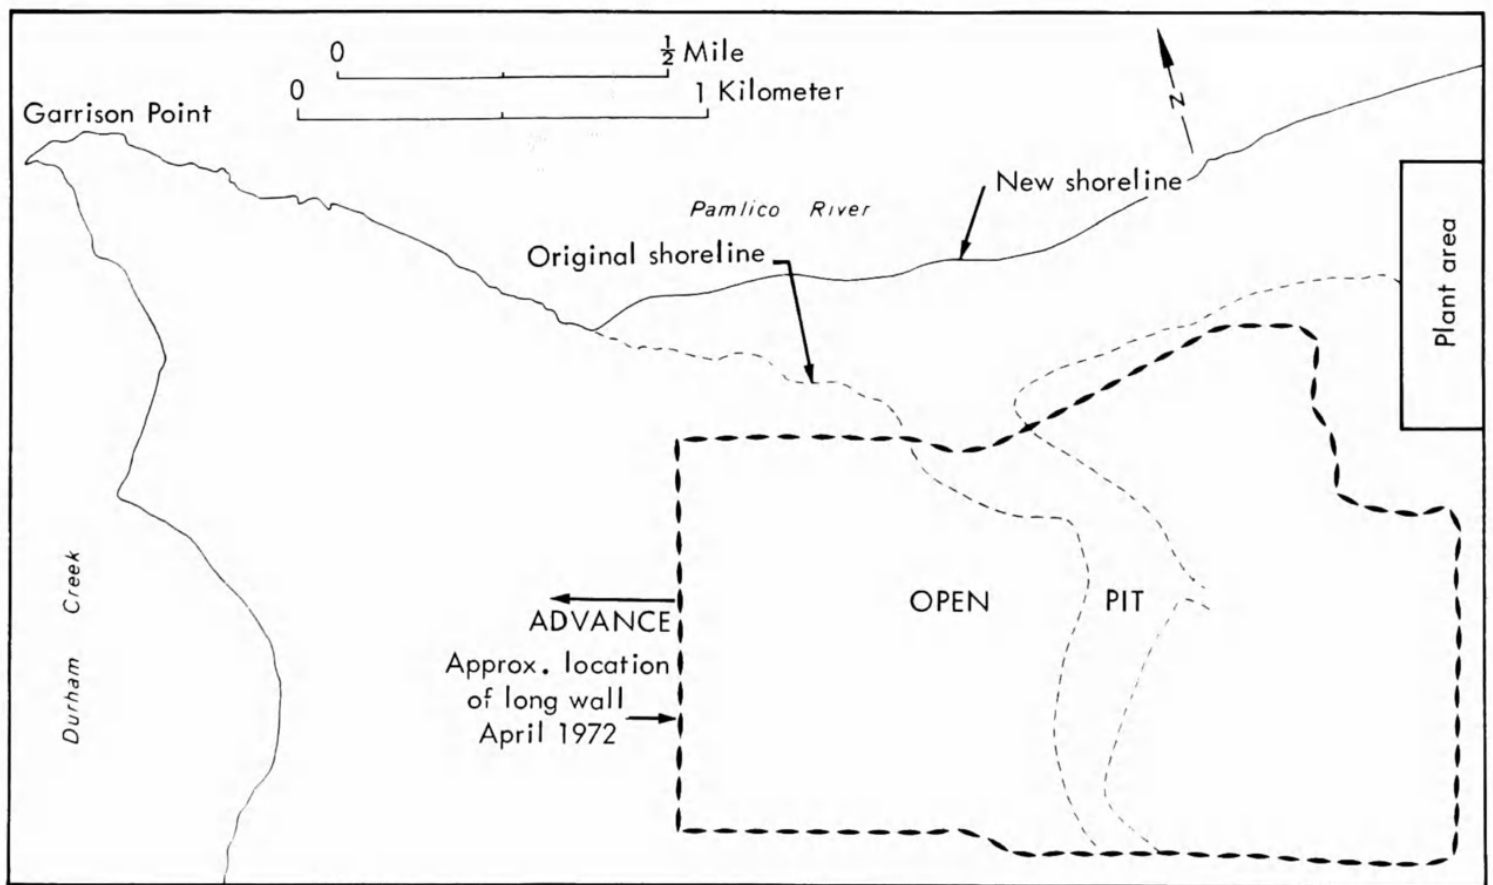 0 ½ Mile
0 1 Kilometer
Garrison Point
N
New shoreline
Pamlico River
Original shoreline
Plant area
OPEN PIT
ADVANCE
Approx. location
of long wall
April 1972
Durham Creek